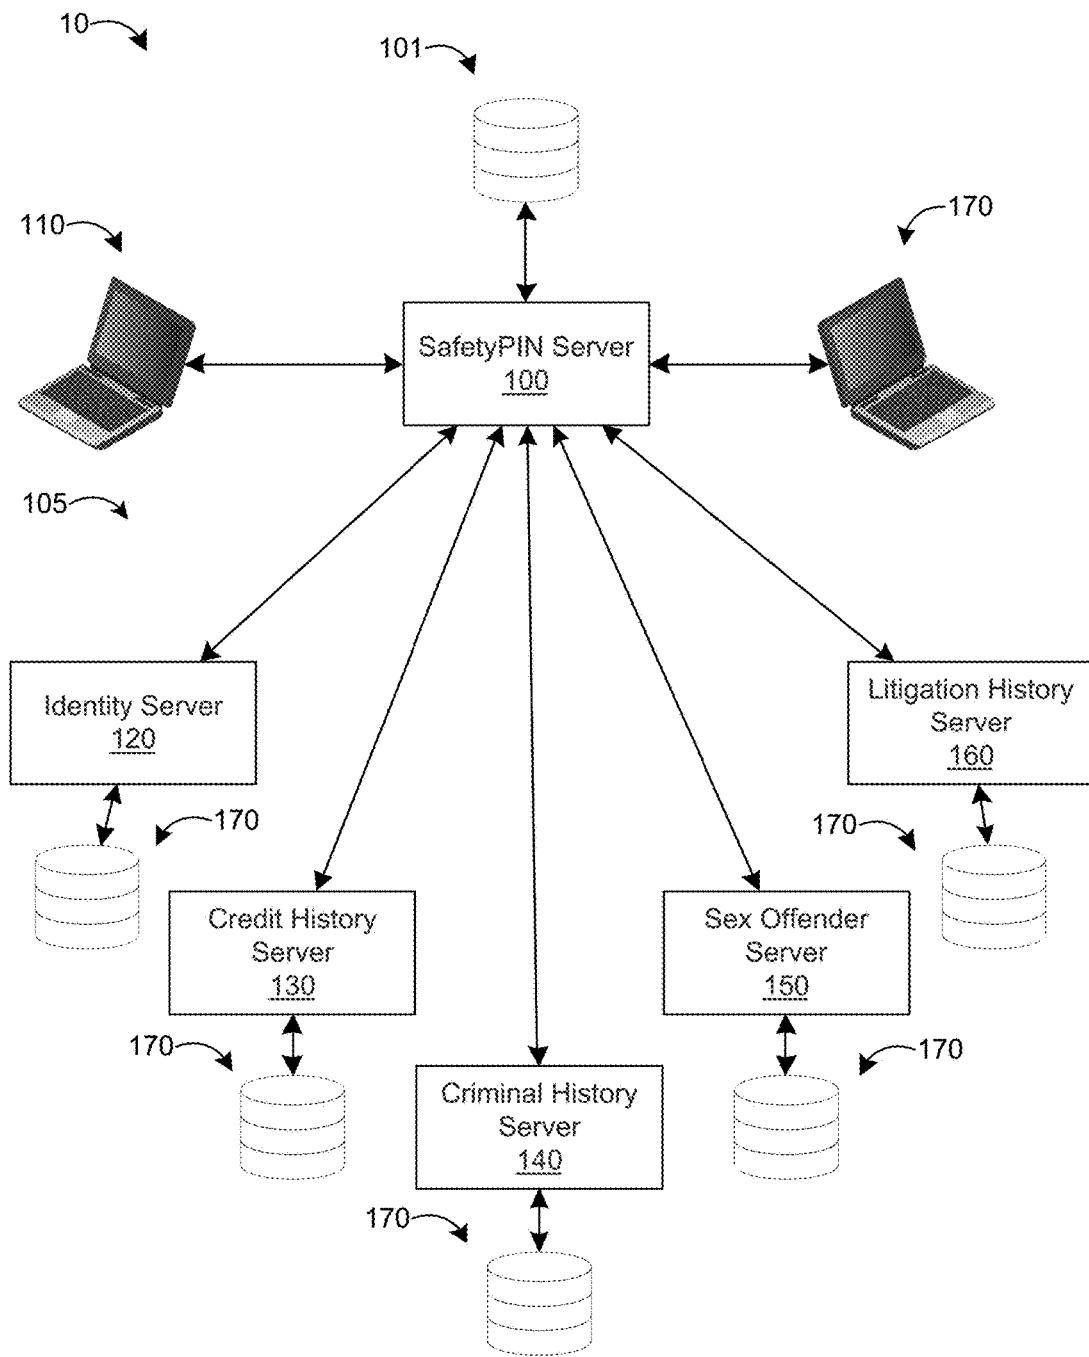 10
101
110
170
SafetyPIN Server
100
105
Identity Server
120
Litigation History
Server
160
170
170
Credit History
Server
130
Sex Offender
Server
150
170
170
Criminal History
Server
140
170